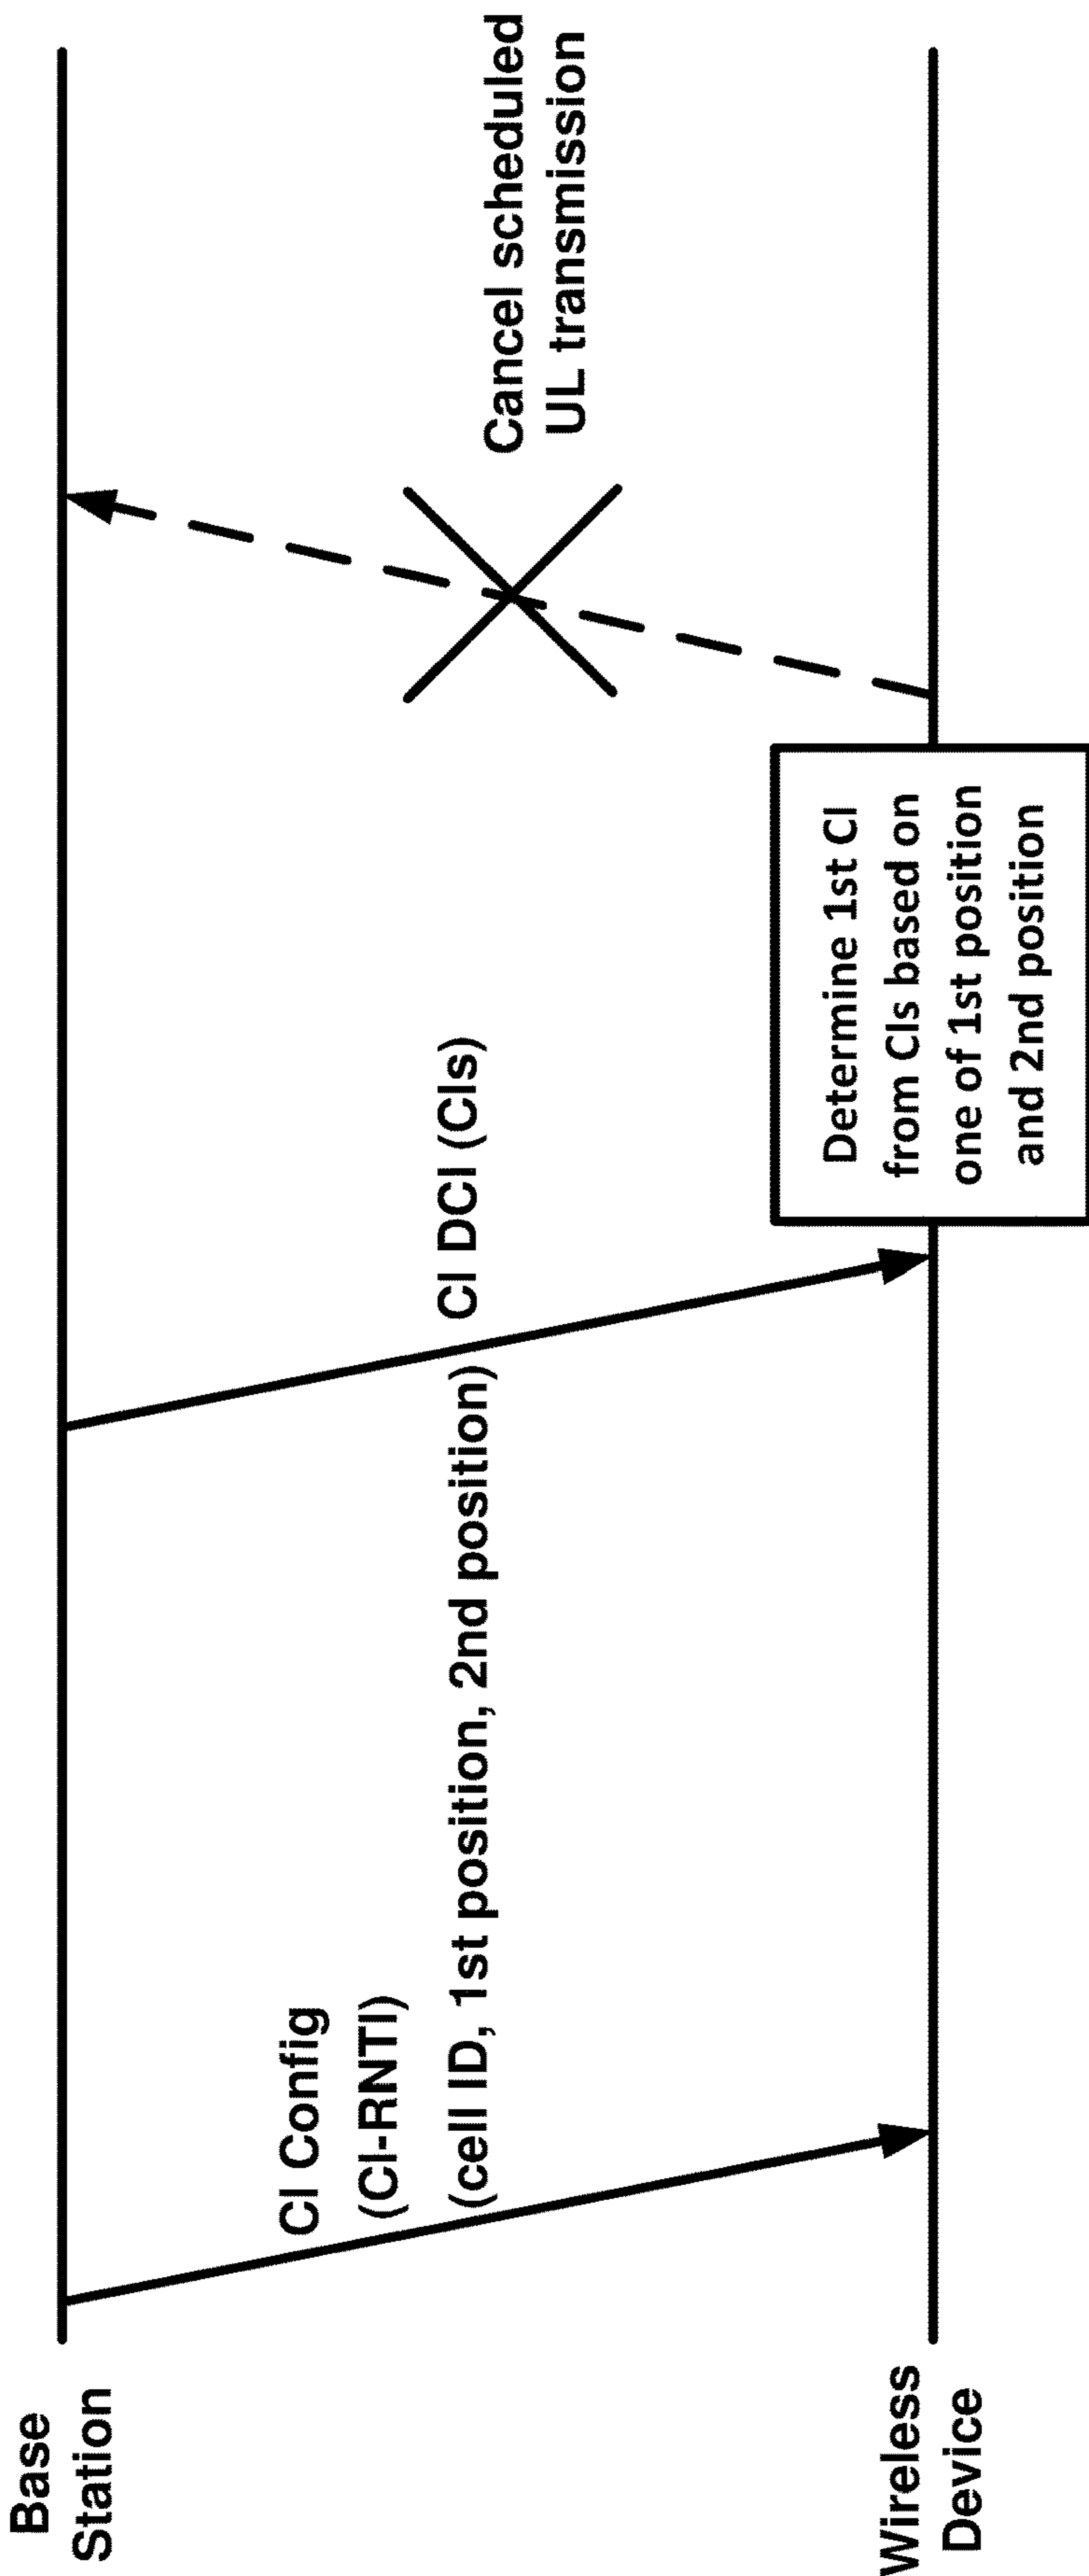 Base
Station
CI Config
(CI-RNTI)
(cell ID, 1st position, 2nd position)
CI DCI (CIs)
Cancel scheduled
UL transmission
Determine 1st CI
from CIs based on
one of 1st position
and 2nd position
Wireless
Device